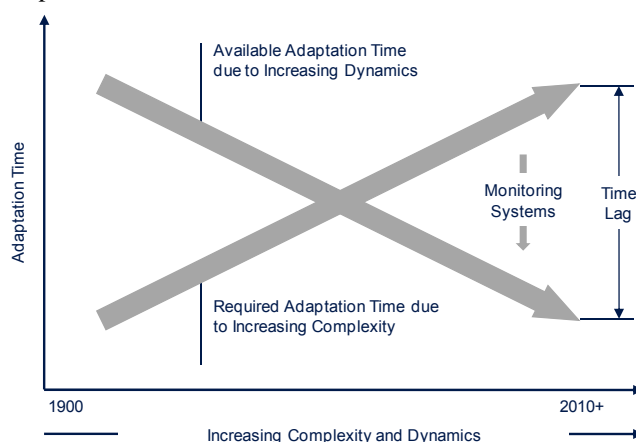 Available Adaptation Time
due to Increasing Dynamics
Adaptation Time
Monitoring
Systems
Time
Lag
Required Adaptation Time due
to Increasing Complexity
1900
2010+
Increasing Complexity and Dynamics